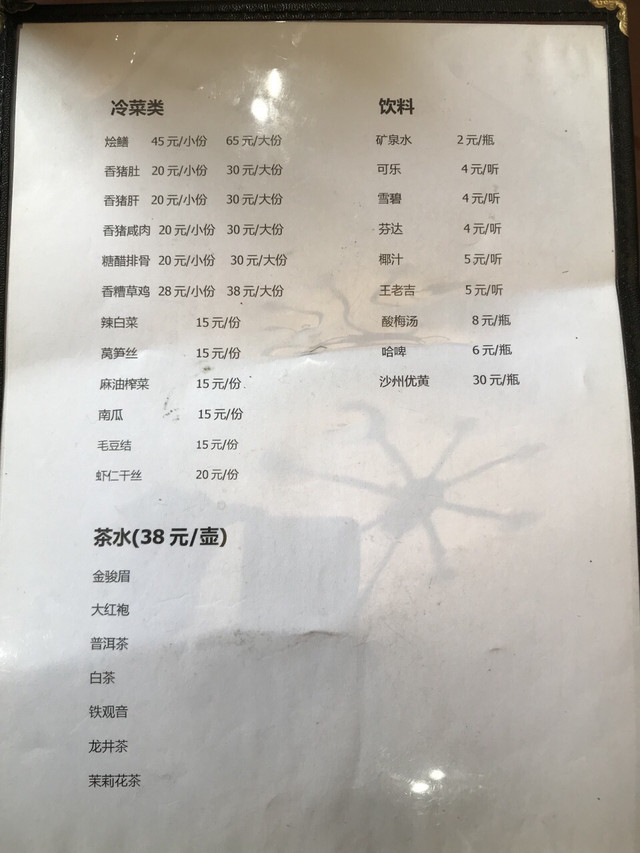 冷菜类
烩鳝 45元/小份 65元/大份
香猪肚 20元/小份 30元/大份
香猪肝 20元/小份 30元/大份
香猪咸肉 20元/小份 30元/大份
糖醋排骨 20元/小份 30元/大份
香糟草鸡 28元/小份 38元/大份
辣白菜 15元/份
莴笋丝 15元/份
麻油榨菜 15元/份
南瓜 15元/份
毛豆结 15元/份
虾仁干丝 20元/份
茶水(38元/壶)
金骏眉
大红袍
普洱茶
白茶
铁观音
龙井茶
茉莉花茶
饮料
矿泉水 2元/瓶
可乐 4元/听
雪碧 4元/听
芬达 4元/听
椰汁 5元/听
王老吉 5元/听
酸梅汤 8元/瓶
哈啤 6元/瓶
沙州优黄 30元/瓶